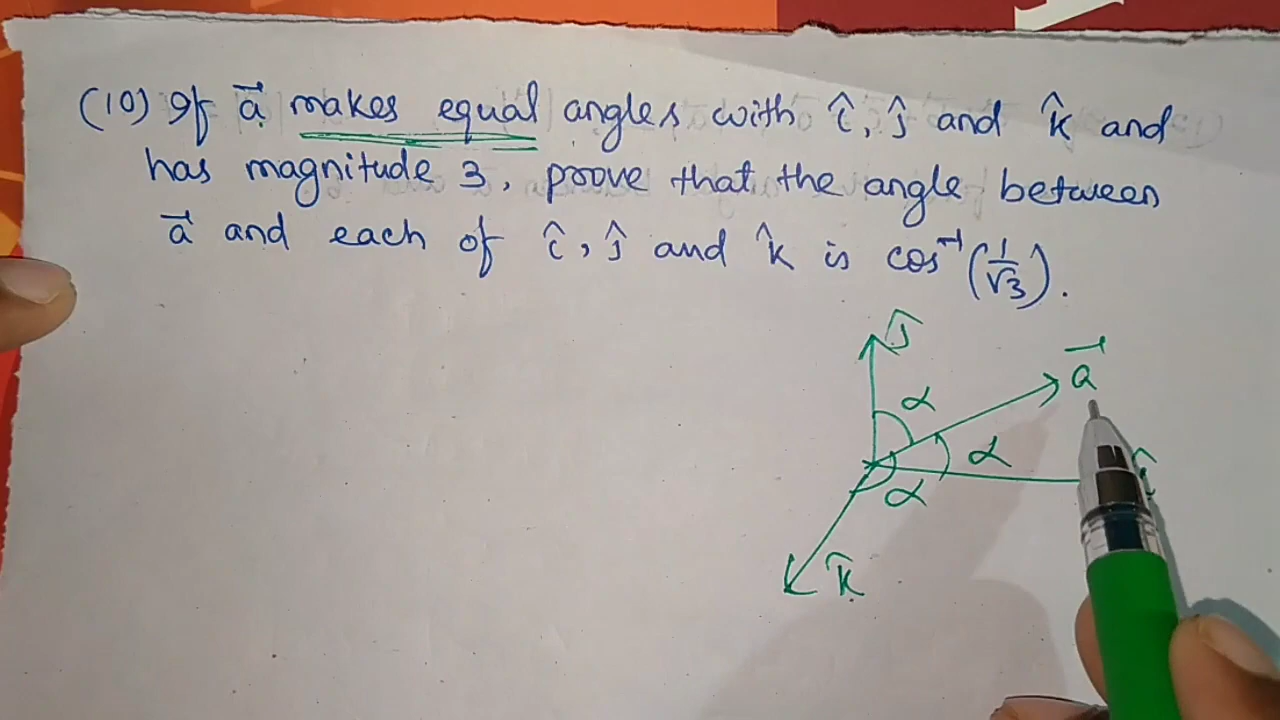 (10) If a⃗ makes equal angles with î, ĵ and k̂ and
has magnitude 3, prove that the angle between
a⃗ and each of î, ĵ and k̂ is cos⁻¹(1/√3).
ĵ
a⃗
α
α
α
k̂